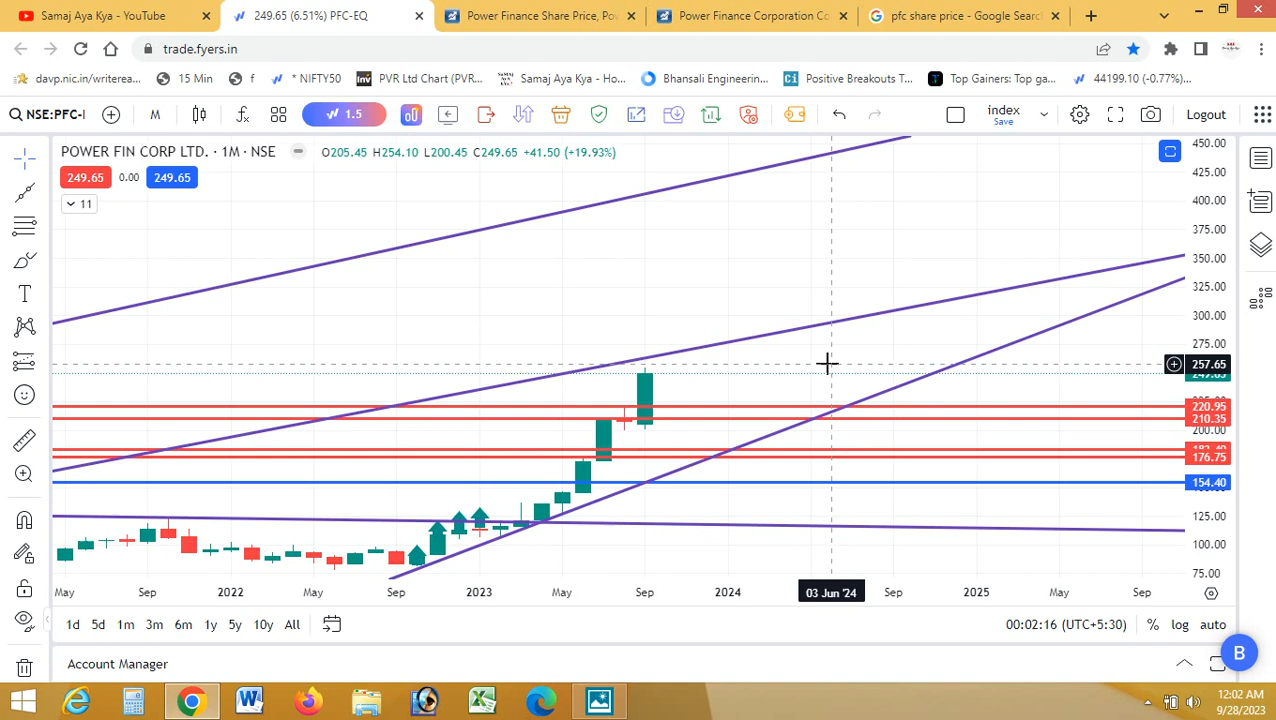 Samaj Aya Kya - YouTube
249.65 (6.51%) PFC-EQ
Power Finance Share Price, Po
Power Finance Corporation Co
pfc share price - Google Searc
trade.fyers.in
davp.nic.in/writerea...
15 Min
f
* NIFTY50
PVR Ltd Chart (PVR...
Samaj Aya Kya - Ho...
Bhansali Engineerin...
Positive Breakouts T...
Top Gainers: Top ga...
44199.10 (-0.77%)...
NSE:PFC-
M
1.5
index
Save
Logout
POWER FIN CORP LTD. · 1M · NSE
O205.45 H254.10 L200.45 C249.65 +41.50 (+19.93%)
249.65
0.00
249.65
11
450.00
425.00
400.00
375.00
350.00
325.00
300.00
275.00
257.65
220.95
210.35
200.00
176.75
154.40
125.00
100.00
75.00
May
Sep
2022
May
Sep
2023
May
Sep
2024
03 Jun '24
Sep
2025
May
Sep
1d
5d
1m
3m
6m
1y
5y
10y
All
00:02:16 (UTC+5:30)
%
log
auto
B
Account Manager
12:02 AM
9/28/2023